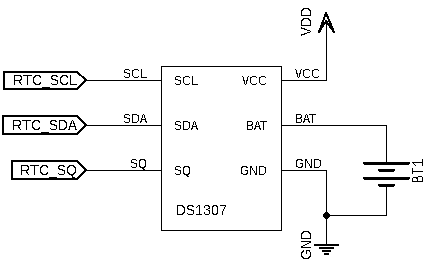 VDD
RTC_SCL SCL SCL VCC VCC
RTC_SDA SDA SDA BAT BAT
RTC_SQ SQ SQ GND GND
BT1
DS1307
GND